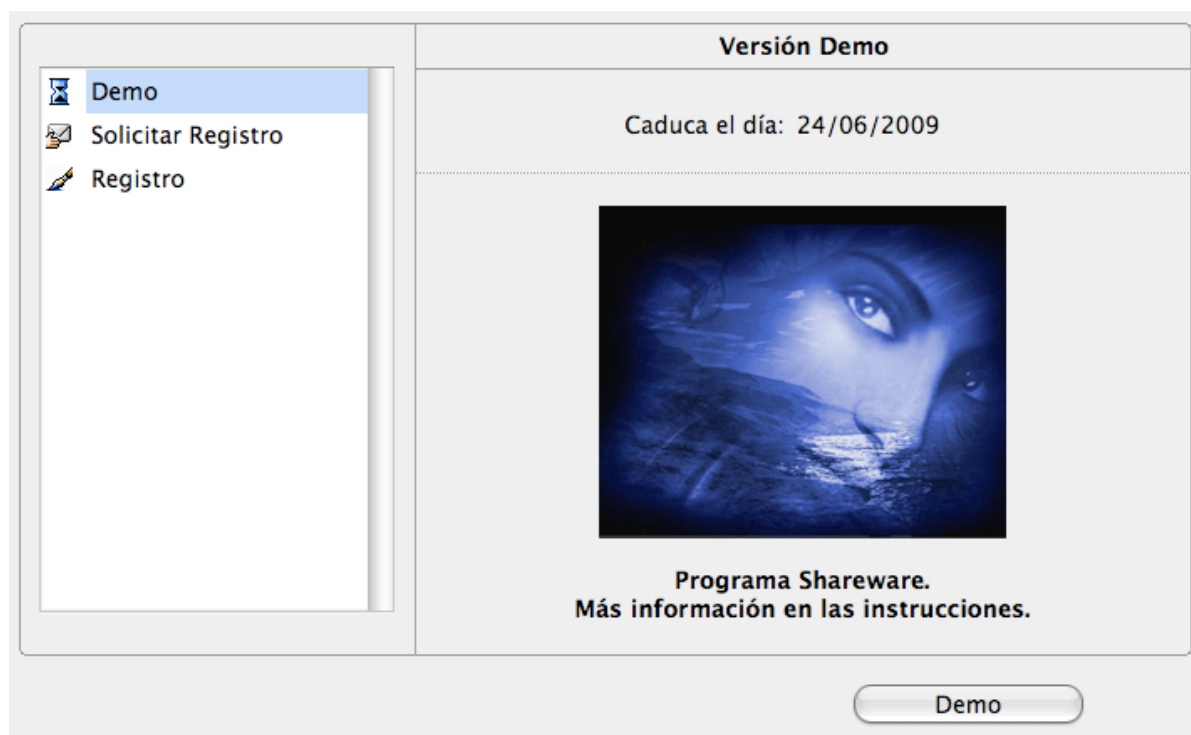 Demo
Solicitar Registro
Registro
Versión Demo
Caduca el día: 24/06/2009
Programa Shareware.
Más información en las instrucciones.
Demo